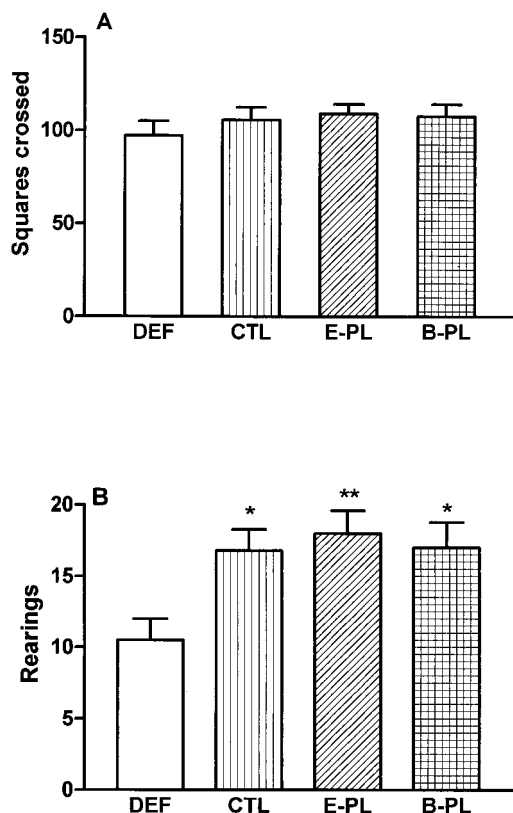 A
150
100
50
0
Squares crossed
DEF CTL E-PL B-PL
B
20
15
10
5
0
Rearings
* ** *
DEF CTL E-PL B-PL